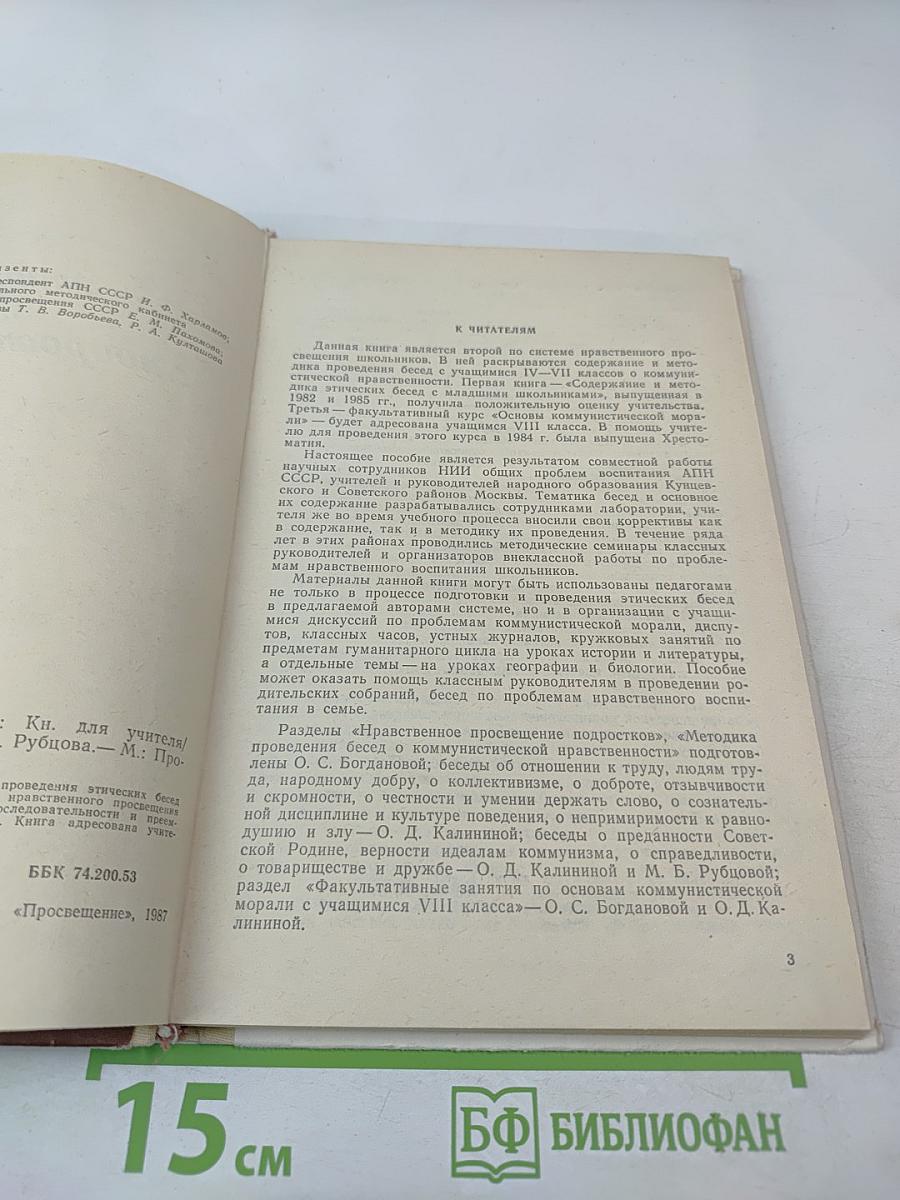 зенты:
еспондент АПН СССР И. Ф. Харламов;
льного методического кабинета
просвещения СССР Е. М. Пахомова;
ы Т. В. Воробьева, Р. А. Култашова
: Кн. для учителя/
. Рубцова.— М.: Про-
проведения этических бесед
нравственного просвещения
оследовательности и преем-
. Книга адресована учите-
ББК 74.200.53
«Просвещение», 1987
К ЧИТАТЕЛЯМ
Данная книга является второй по системе нравственного про-
свещения школьников. В ней раскрываются содержание и мето-
дика проведения бесед с учащимися IV—VII классов о коммуни-
стической нравственности. Первая книга — «Содержание и мето-
дика этических бесед с младшими школьниками», выпущенная в
1982 и 1985 гг., получила положительную оценку учительства.
Третья — факультативный курс «Основы коммунистической мора-
ли» — будет адресована учащимся VIII класса. В помощь учите-
лю для проведения этого курса в 1984 г. была выпущена Хресто-
матия.
Настоящее пособие является результатом совместной работы
научных сотрудников НИИ общих проблем воспитания АПН
СССР, учителей и руководителей народного образования Кунцев-
ского и Советского районов Москвы. Тематика бесед и основное
их содержание разрабатывались сотрудниками лаборатории, учи-
теля же во время учебного процесса вносили свои коррективы как
в содержание, так и в методику их проведения. В течение ряда
лет в этих районах проводились методические семинары классных
руководителей и организаторов внеклассной работы по пробле-
мам нравственного воспитания школьников.
Материалы данной книги могут быть использованы педагогами
не только в процессе подготовки и проведения этических бесед
в предлагаемой авторами системе, но и в организации с учащи-
мися дискуссий по проблемам коммунистической морали, диспу-
тов, классных часов, устных журналов, кружковых занятий по
предметам гуманитарного цикла на уроках истории и литературы,
а отдельные темы — на уроках географии и биологии. Пособие
может оказать помощь классным руководителям в проведении ро-
дительских собраний, бесед по проблемам нравственного воспи-
тания в семье.
Разделы «Нравственное просвещение подростков», «Методика
проведения бесед о коммунистической нравственности» подготов-
лены О. С. Богдановой; беседы об отношении к труду, людям тру-
да, народному добру, о коллективизме, о доброте, отзывчивости
и скромности, о честности и умении держать слово, о сознатель-
ной дисциплине и культуре поведения, о непримиримости к равно-
душию и злу — О. Д. Калининой; беседы о преданности Совет-
ской Родине, верности идеалам коммунизма, о справедливости,
о товариществе и дружбе — О. Д. Калининой и М. Б. Рубцовой;
раздел «Факультативные занятия по основам коммунистической
морали с учащимися VIII класса» — О. С. Богдановой и О. Д. Ка-
лининой.
3
15 см
БФ БИБЛИОФАН